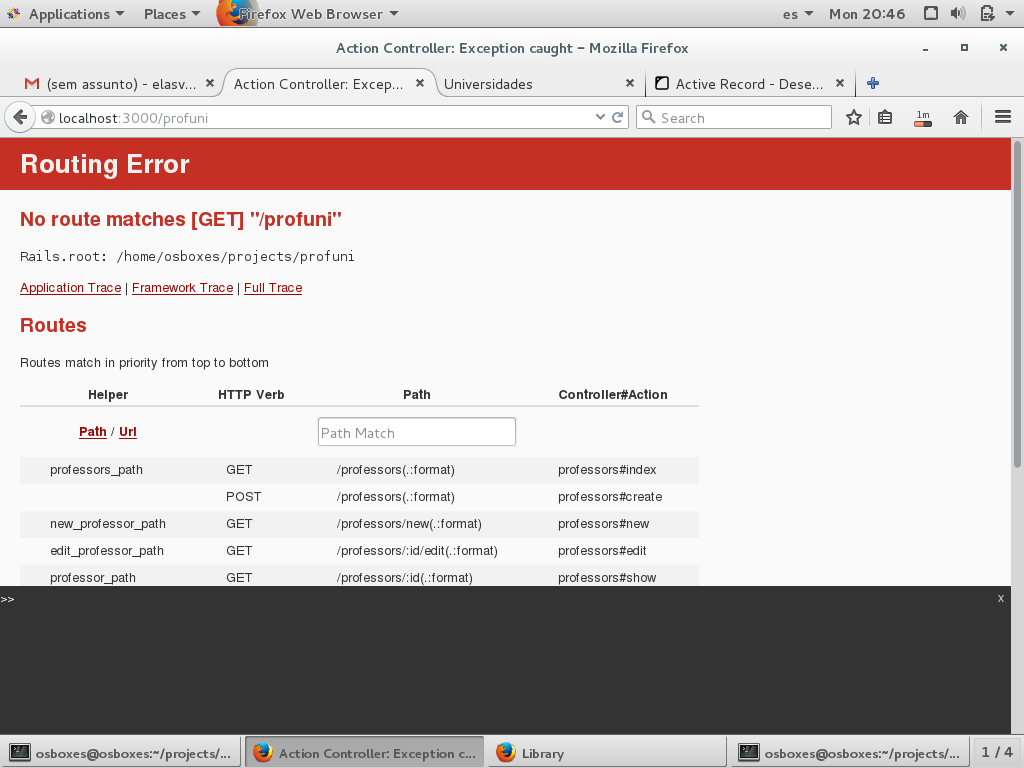 Applications Places Firefox Web Browser es Mon 20:46
Action Controller: Exception caught – Mozilla Firefox
(sem assunto) - elasv... Action Controller: Excep... Universidades Active Record - Dese...
localhost:3000/profuni Search 1m
Routing Error
No route matches [GET] "/profuni"
Rails.root: /home/osboxes/projects/profuni
Application Trace | Framework Trace | Full Trace
Routes
Routes match in priority from top to bottom
Helper HTTP Verb Path Controller#Action
Path / Url Path Match
professors_path GET /professors(.:format) professors#index
POST /professors(.:format) professors#create
new_professor_path GET /professors/new(.:format) professors#new
edit_professor_path GET /professors/:id/edit(.:format) professors#edit
professor_path GET /professors/:id(.:format) professors#show
>> x
osboxes@osboxes:~/projects/... Action Controller: Exception c... Library osboxes@osboxes:~/projects/... 1 / 4